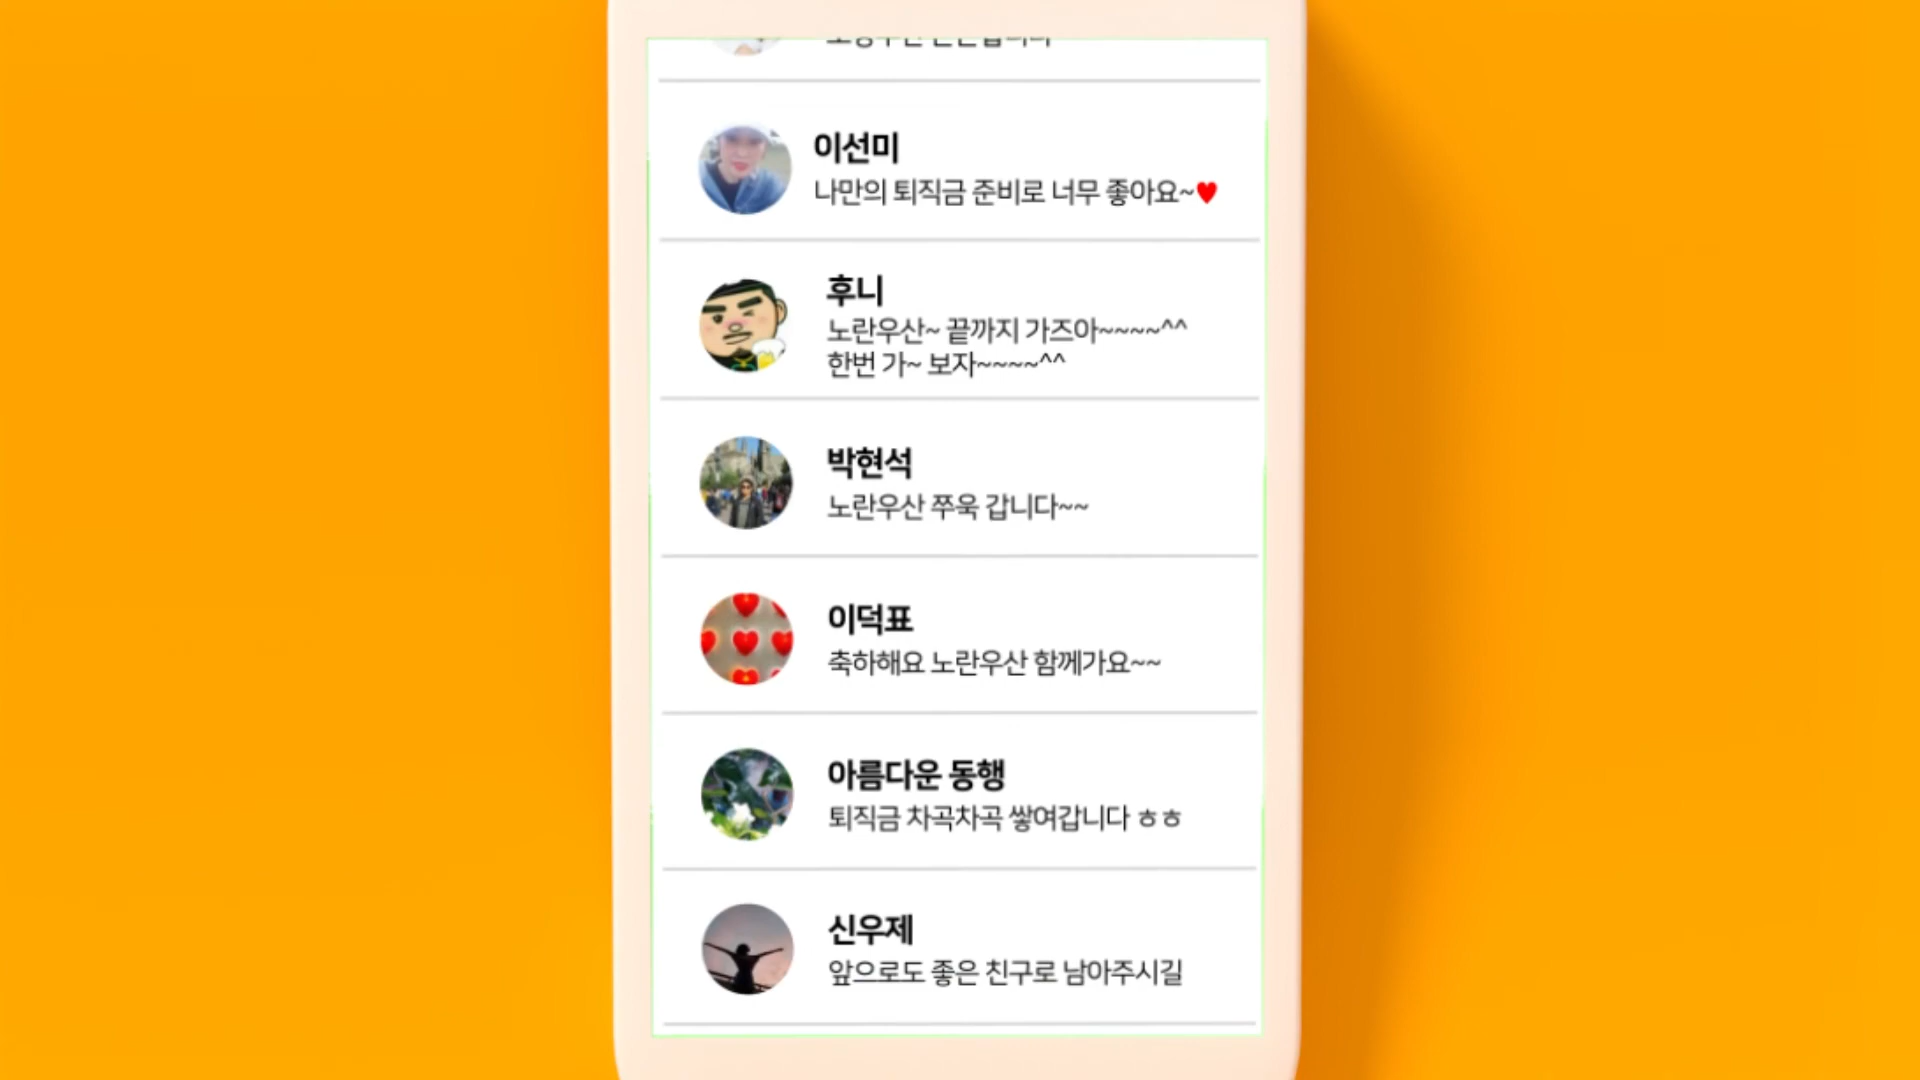 이선미
나만의 퇴직금 준비로 너무 좋아요~♥
후니
노란우산~ 끝까지 가즈아~~~~^^
한번 가~ 보자~~~~^^
박현석
노란우산 쭈욱 갑니다~~
이덕표
축하해요 노란우산 함께가요~~
아름다운 동행
퇴직금 차곡차곡 쌓여갑니다 ㅎㅎ
신우제
앞으로도 좋은 친구로 남아주시길